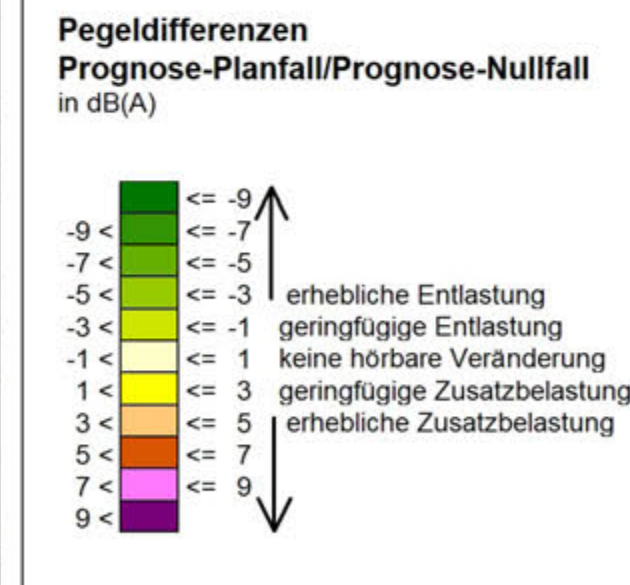 Pegeldifferenzen
Prognose-Planfall/Prognose-Nullfall
in dB(A)
<= -9
-9 < <= -7
-7 < <= -5
-5 < <= -3 erhebliche Entlastung
-3 < <= -1 geringfügige Entlastung
-1 < <= 1 keine hörbare Veränderung
1 < <= 3 geringfügige Zusatzbelastung
3 < <= 5 erhebliche Zusatzbelastung
5 < <= 7
7 < <= 9
9 <